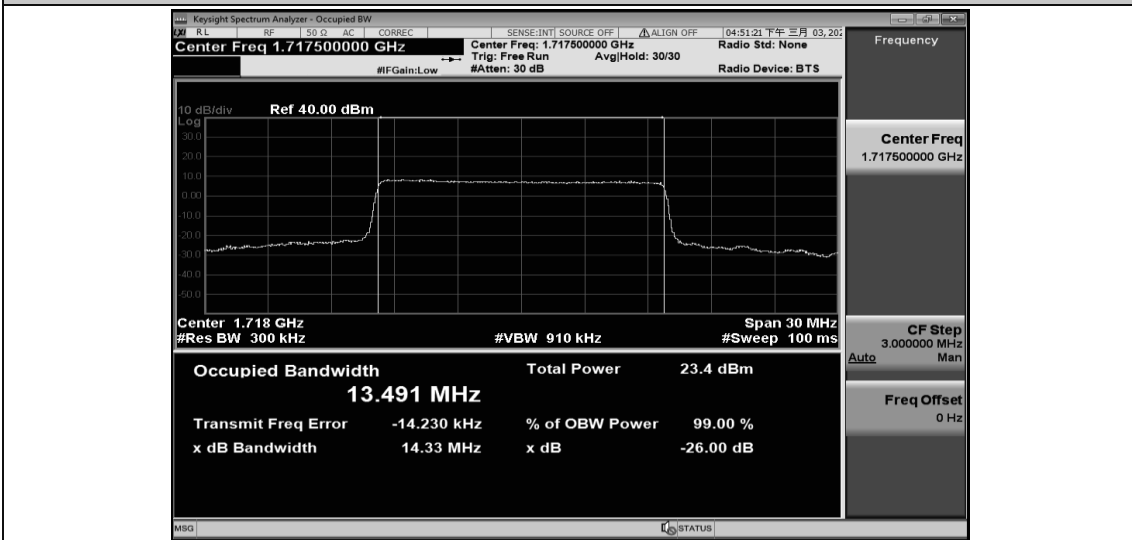 Keysight Spectrum Analyzer - Occupied BW
RL RF 50 Ω AC CORREC SENSE:INT SOURCE OFF ALIGN OFF 04:51:21 下午 三月 03, 202
Center Freq 1.717500000 GHz
Center Freq: 1.717500000 GHz
Radio Std: None
Trig: Free Run Avg|Hold: 30/30
#IFGain:Low
#Atten: 30 dB
Radio Device: BTS
10 dB/div Ref 40.00 dBm
Log
30.0
20.0
10.0
0.00
-10.0
-20.0
-30.0
-40.0
-50.0
Center 1.718 GHz
Span 30 MHz
#Res BW 300 kHz
#VBW 910 kHz
#Sweep 100 ms
Occupied Bandwidth
13.491 MHz
Total Power 23.4 dBm
Transmit Freq Error -14.230 kHz
% of OBW Power 99.00 %
x dB Bandwidth 14.33 MHz
x dB -26.00 dB
Frequency
Center Freq
1.717500000 GHz
CF Step
3.000000 MHz
Auto Man
Freq Offset
0 Hz
MSG
STATUS